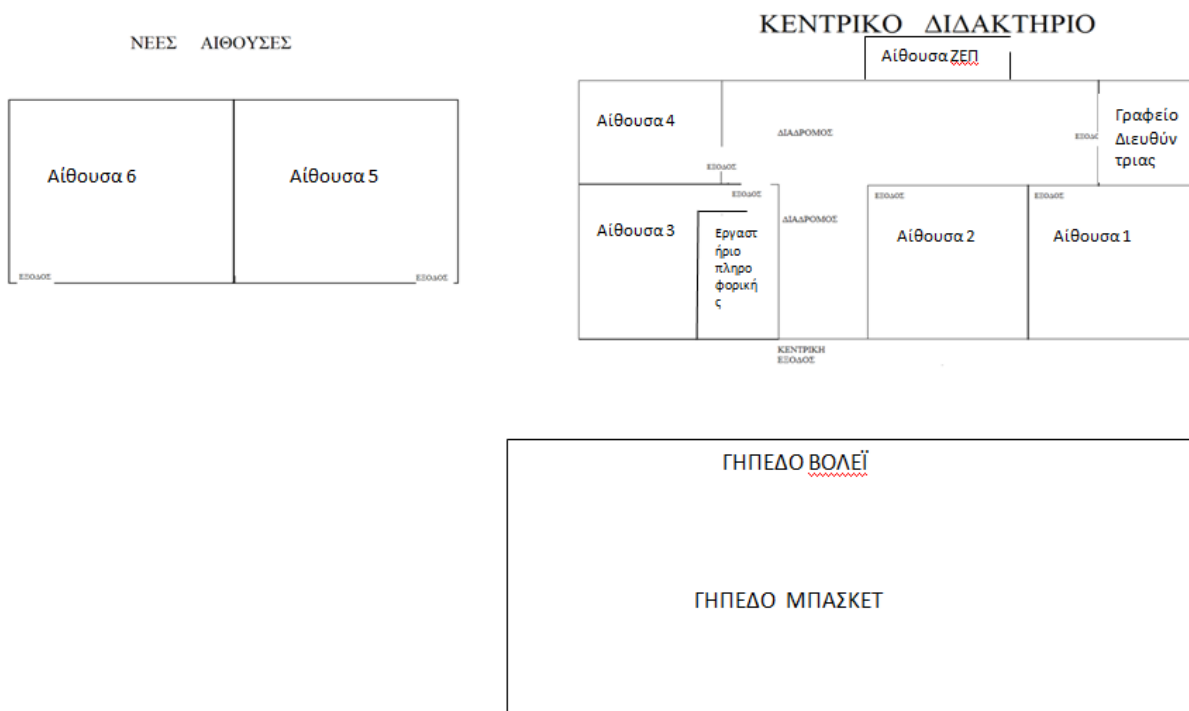 ΝΕΕΣ ΑΙΘΟΥΣΕΣ
Αίθουσα 6
Αίθουσα 5
ΕΞΟΔΟΣ
ΕΞΟΔΟΣ
ΚΕΝΤΡΙΚΟ ΔΙΔΑΚΤΗΡΙΟ
Αίθουσα ΖΕΠ
Αίθουσα 4
ΔΙΑΔΡΟΜΟΣ
ΕΞΟΔΟΣ
ΕΞΟΔΟ
Γραφείο
Διευθύν
τριας
ΕΞΟΔΟΣ
Αίθουσα 3
Εργαστ
ήριο
πληρο
φορική
ς
ΔΙΑΔΡΟΜΟΣ
ΕΞΟΔΟΣ
Αίθουσα 2
ΕΞΟΔΟΣ
Αίθουσα 1
ΚΕΝΤΡΙΚΗ
ΕΞΟΔΟΣ
ΓΗΠΕΔΟ ΒΟΛΕΪ
ΓΗΠΕΔΟ ΜΠΑΣΚΕΤ